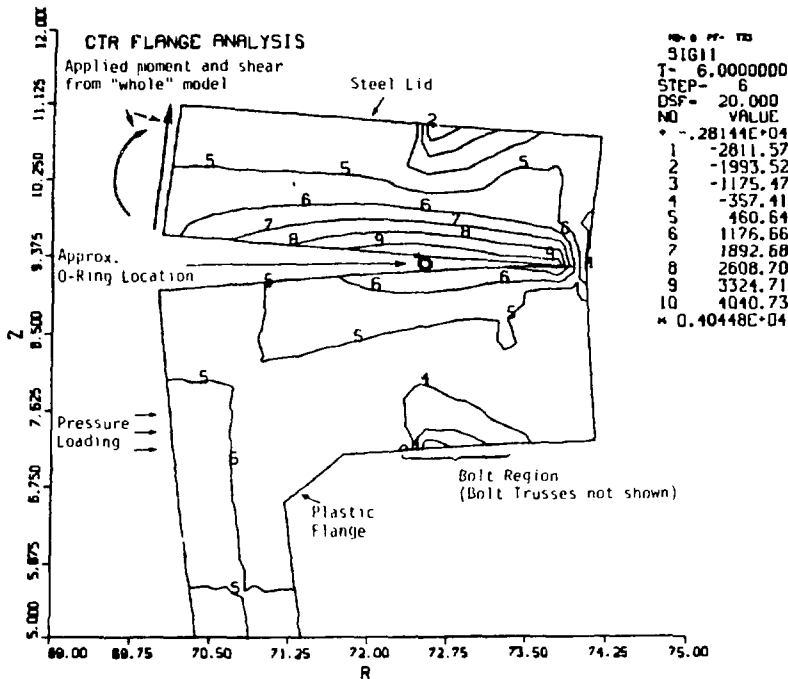 CTR FLANGE ANALYSIS
Applied moment and shear
from "whole" model
Steel Lid
SIG11
T- 6.0000000
STEP- 6
DSF- 20.000
NO VALUE
+ -.28144E+04
1 -2811.57
2 -1993.52
3 -1175.47
4 -357.41
5 460.64
6 1176.66
7 1892.68
8 2608.70
9 3324.71
10 4040.73
× 0.40448E+04
Approx.
O-Ring Location
Pressure
Loading
Plastic
Flange
Bolt Region
(Bolt Trusses not shown)
2
5 5 5
6 6 6
7 7
8 8
9 9
6 6 6
5 5 5
4
5
5
5
Z
12.000
11.125
10.250
9.375
8.500
7.625
6.750
5.875
5.000
69.00 69.75 70.50 71.25 72.00 72.75 73.50 74.25 75.00
R